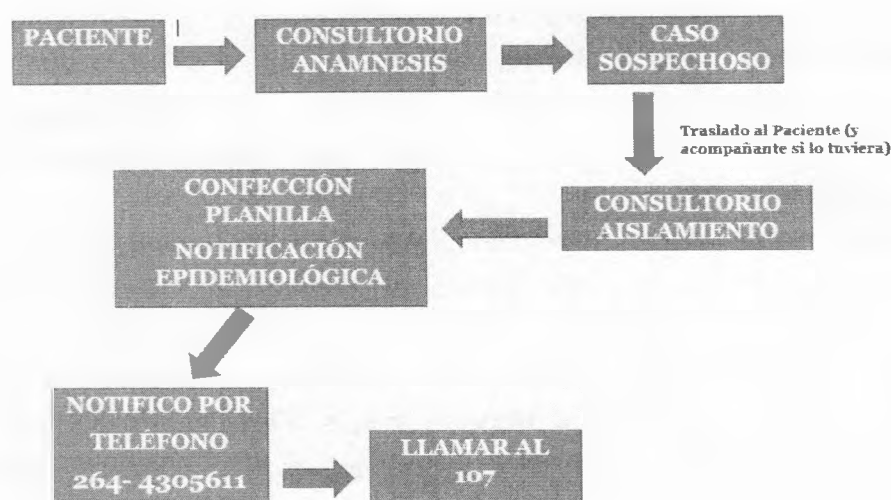 PACIENTE
CONSULTORIO
ANAMNESIS
CASO
SOSPECHOSO
Traslado al Paciente (y
acompañante si lo tuviera)
CONSULTORIO
AISLAMIENTO
CONFECCIÓN
PLANILLA
NOTIFICACIÓN
EPIDEMIOLÓGICA
NOTIFICO POR
TELÉFONO
264- 4305611
LLAMAR AL
107